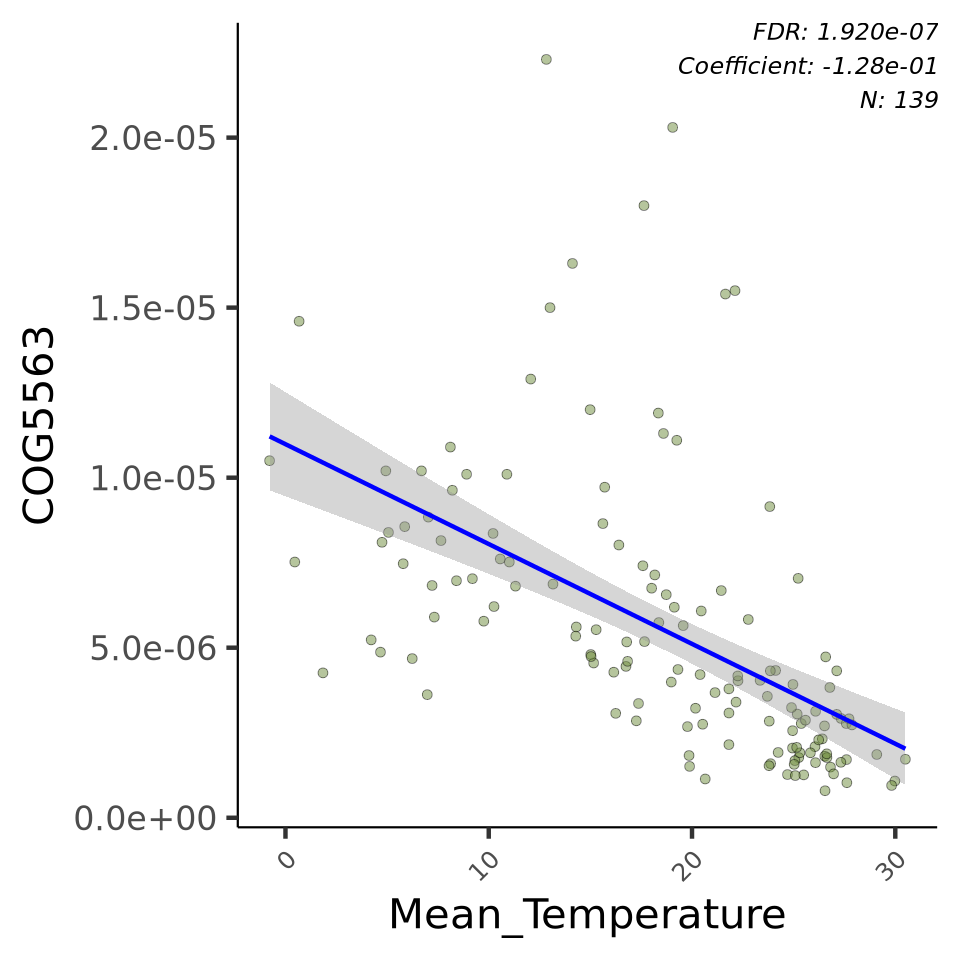 FDR: 1.920e-07
Coefficient: -1.28e-01
N: 139
COG5563
2.0e-05
1.5e-05
1.0e-05
5.0e-06
0.0e+00
0
10
20
30
Mean_Temperature